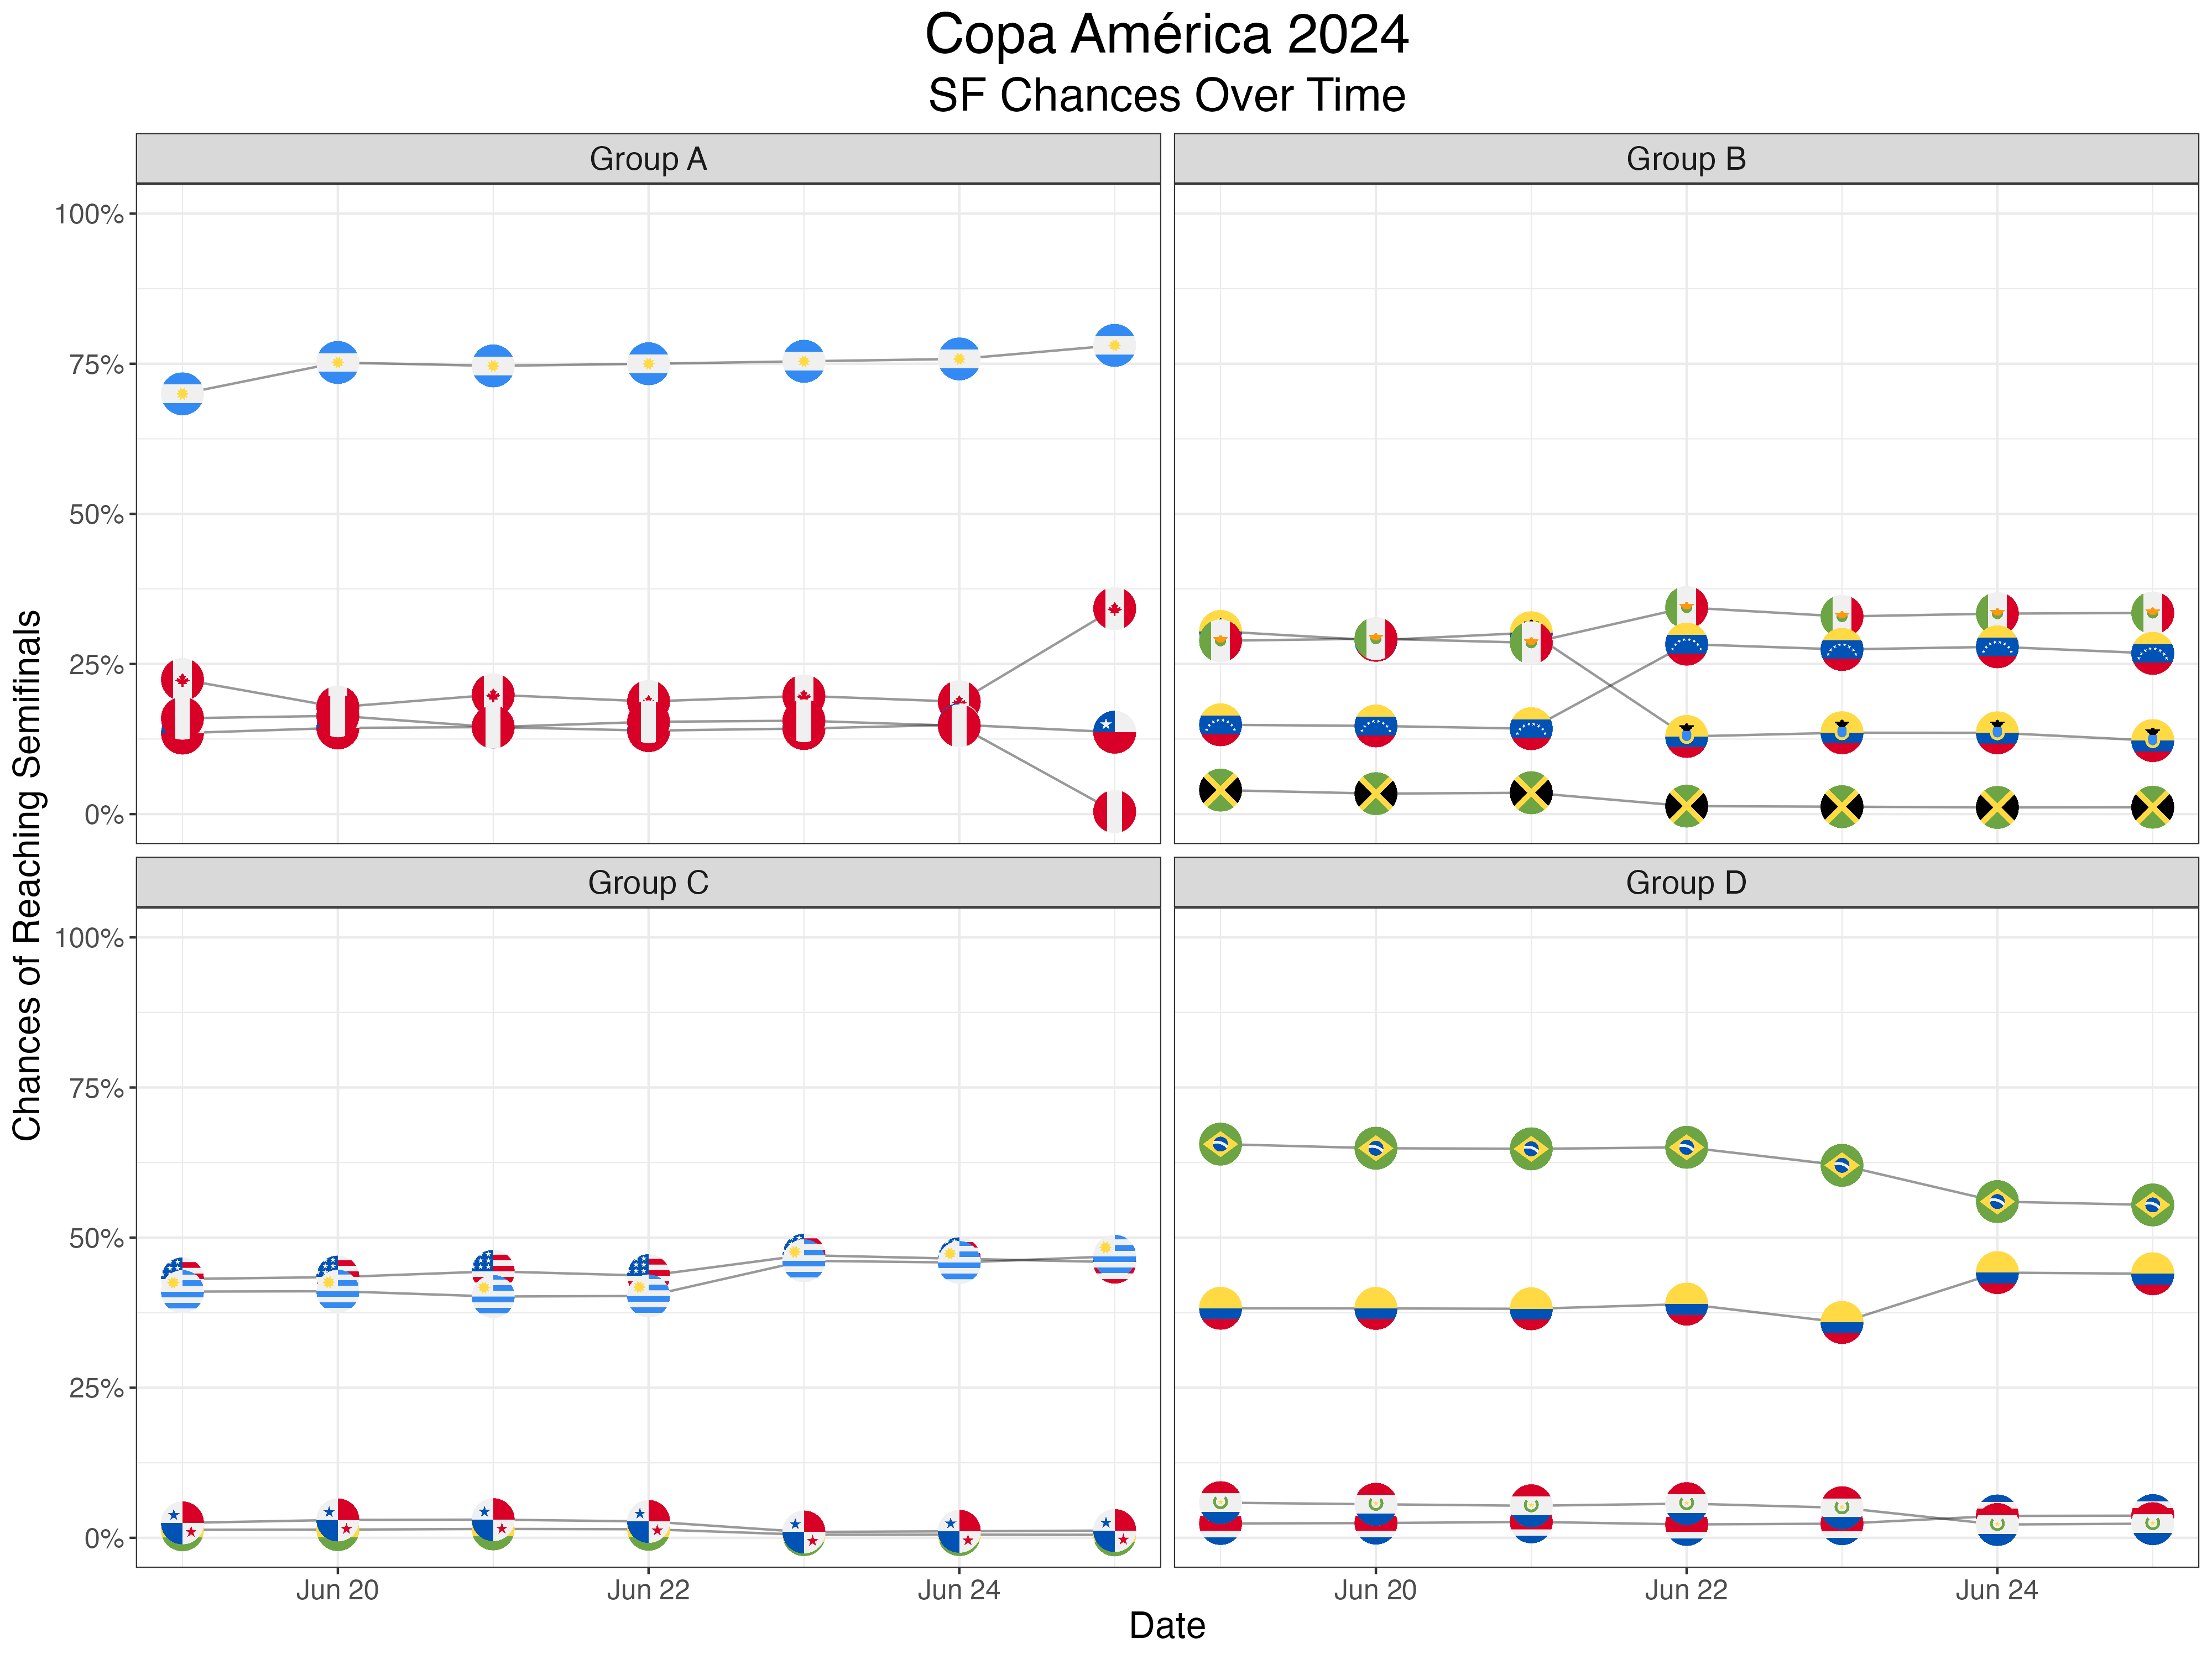 Copa América 2024
SF Chances Over Time
Group A
Group B
100%
75%
50%
25%
0%
Group C
Group D
100%
75%
50%
25%
0%
Chances of Reaching Semifinals
Jun 20
Jun 22
Jun 24
Jun 20
Jun 22
Jun 24
Date